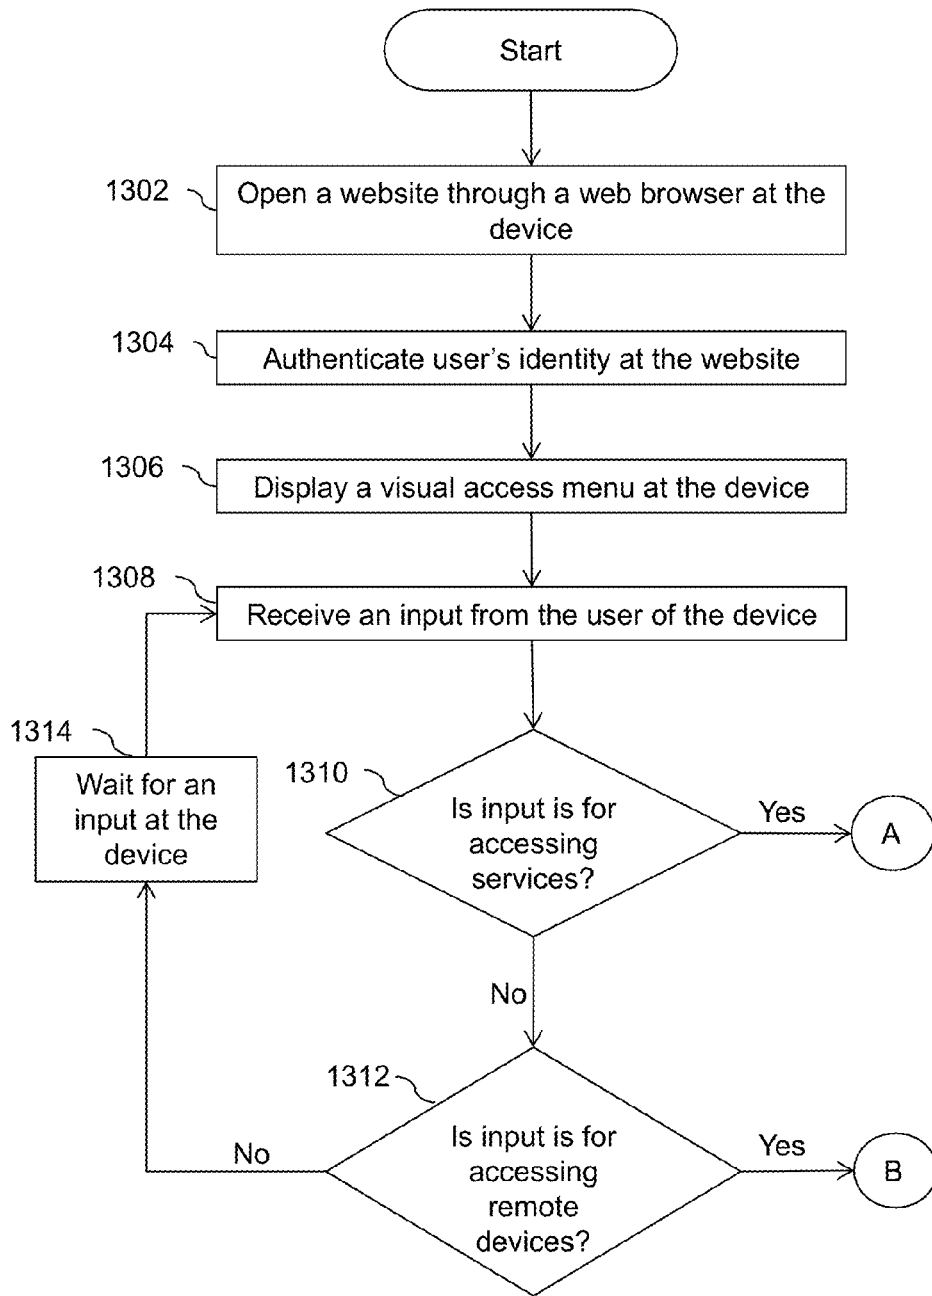 Start
1302
Open a website through a web browser at the
device
1304
Authenticate user's identity at the website
1306
Display a visual access menu at the device
1308
Receive an input from the user of the device
1314
Wait for an
input at the
device
1310
Is input is for
accessing
services?
Yes
A
No
1312
Is input is for
accessing
remote
devices?
Yes
B
No